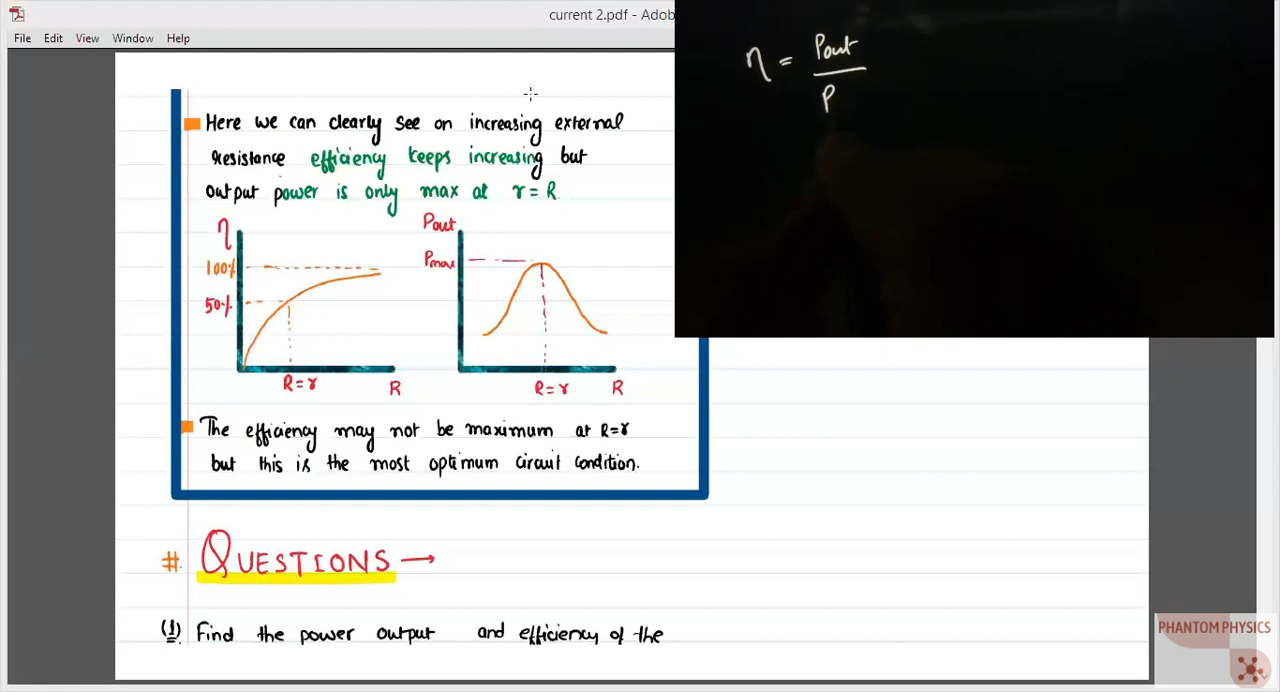 current 2.pdf - Adob
File Edit View Window Help
η = Pout
P
Here we can clearly see on increasing external
resistance efficiency keeps increasing but
output power is only max at r = R
η
100%
50%
R = r
R
Pout
Pmax
R = r
R
The efficiency may not be maximum at R=r
but this is the most optimum circuit condition.
#. QUESTIONS →
(1) Find the power output and efficiency of the
PHANTOM PHYSICS